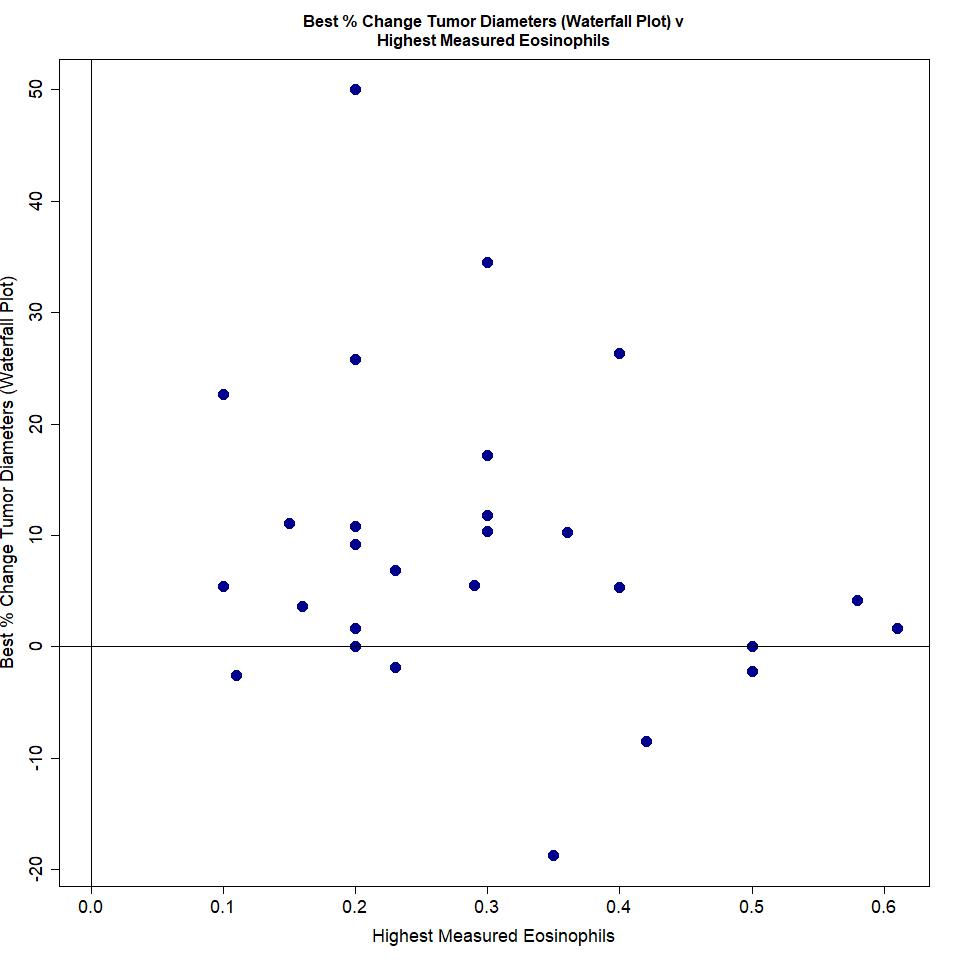 Best % Change Tumor Diameters (Waterfall Plot) v
Highest Measured Eosinophils
Best % Change Tumor Diameters (Waterfall Plot)
50
40
30
20
10
0
-10
-20
0.0 0.1 0.2 0.3 0.4 0.5 0.6
Highest Measured Eosinophils